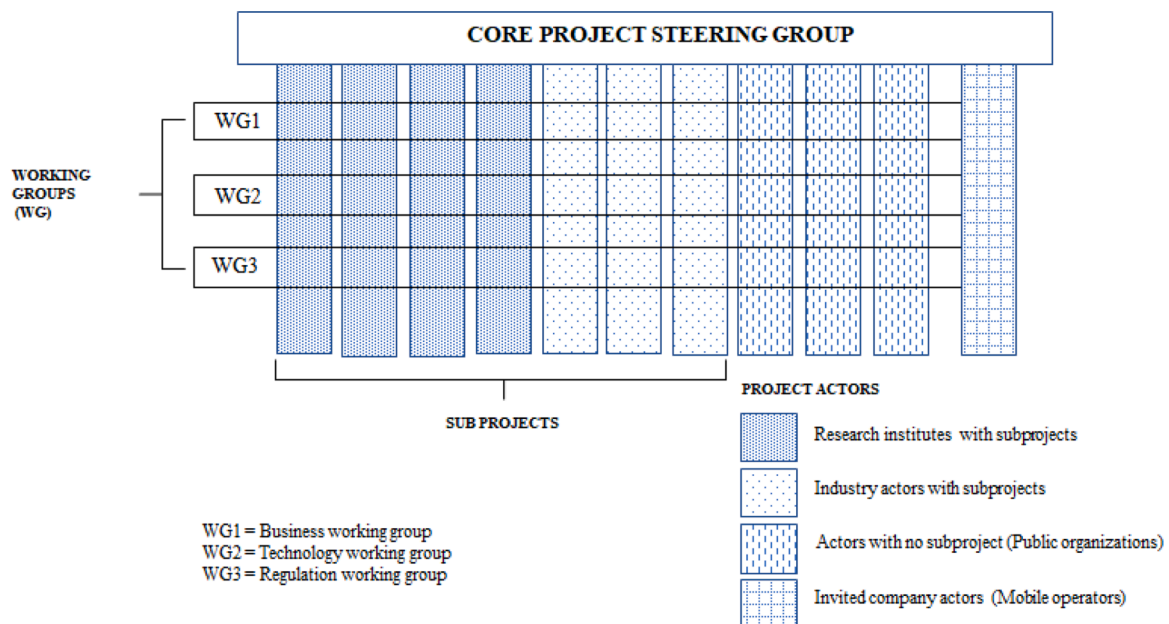 CORE PROJECT STEERING GROUP
WG1
WORKING
GROUPS
(WG)
WG2
WG3
SUB PROJECTS
PROJECT ACTORS
Research institutes with subprojects
Industry actors with subprojects
Actors with no subproject (Public organizations)
Invited company actors (Mobile operators)
WG1 = Business working group
WG2 = Technology working group
WG3 = Regulation working group